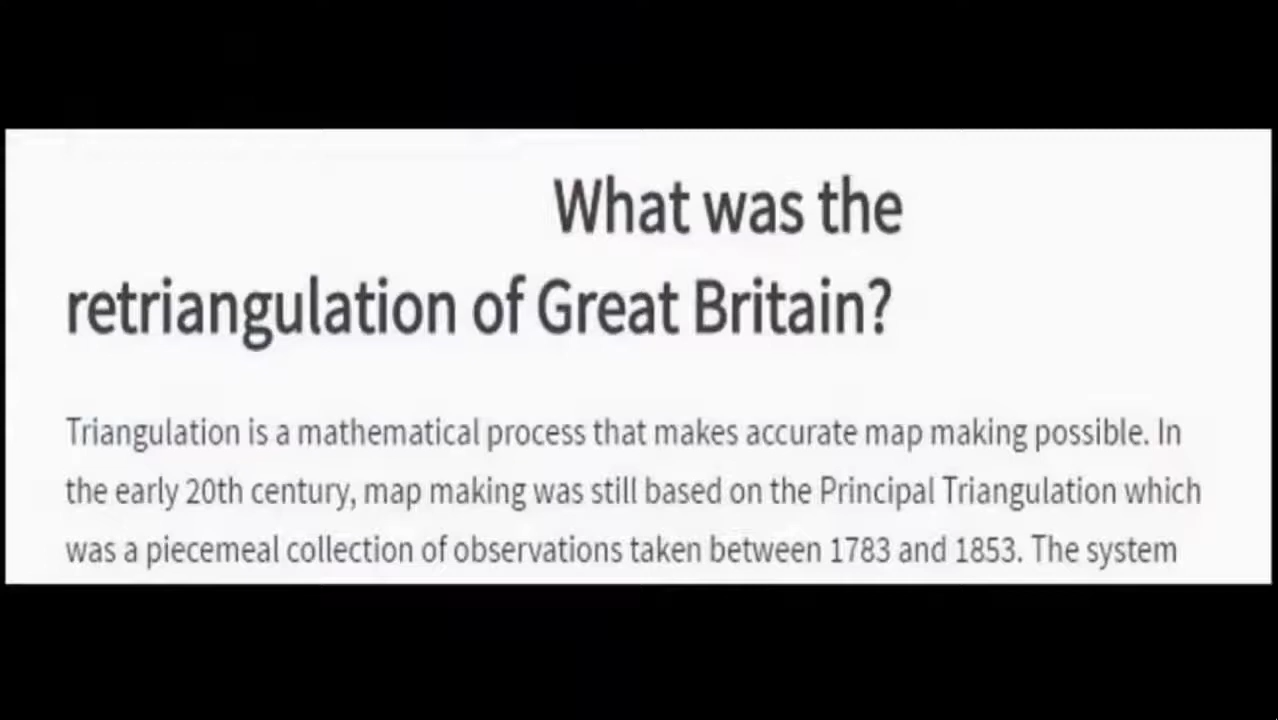 What was the
retriangulation of Great Britain?
Triangulation is a mathematical process that makes accurate map making possible. In
the early 20th century, map making was still based on the Principal Triangulation which
was a piecemeal collection of observations taken between 1783 and 1853. The system